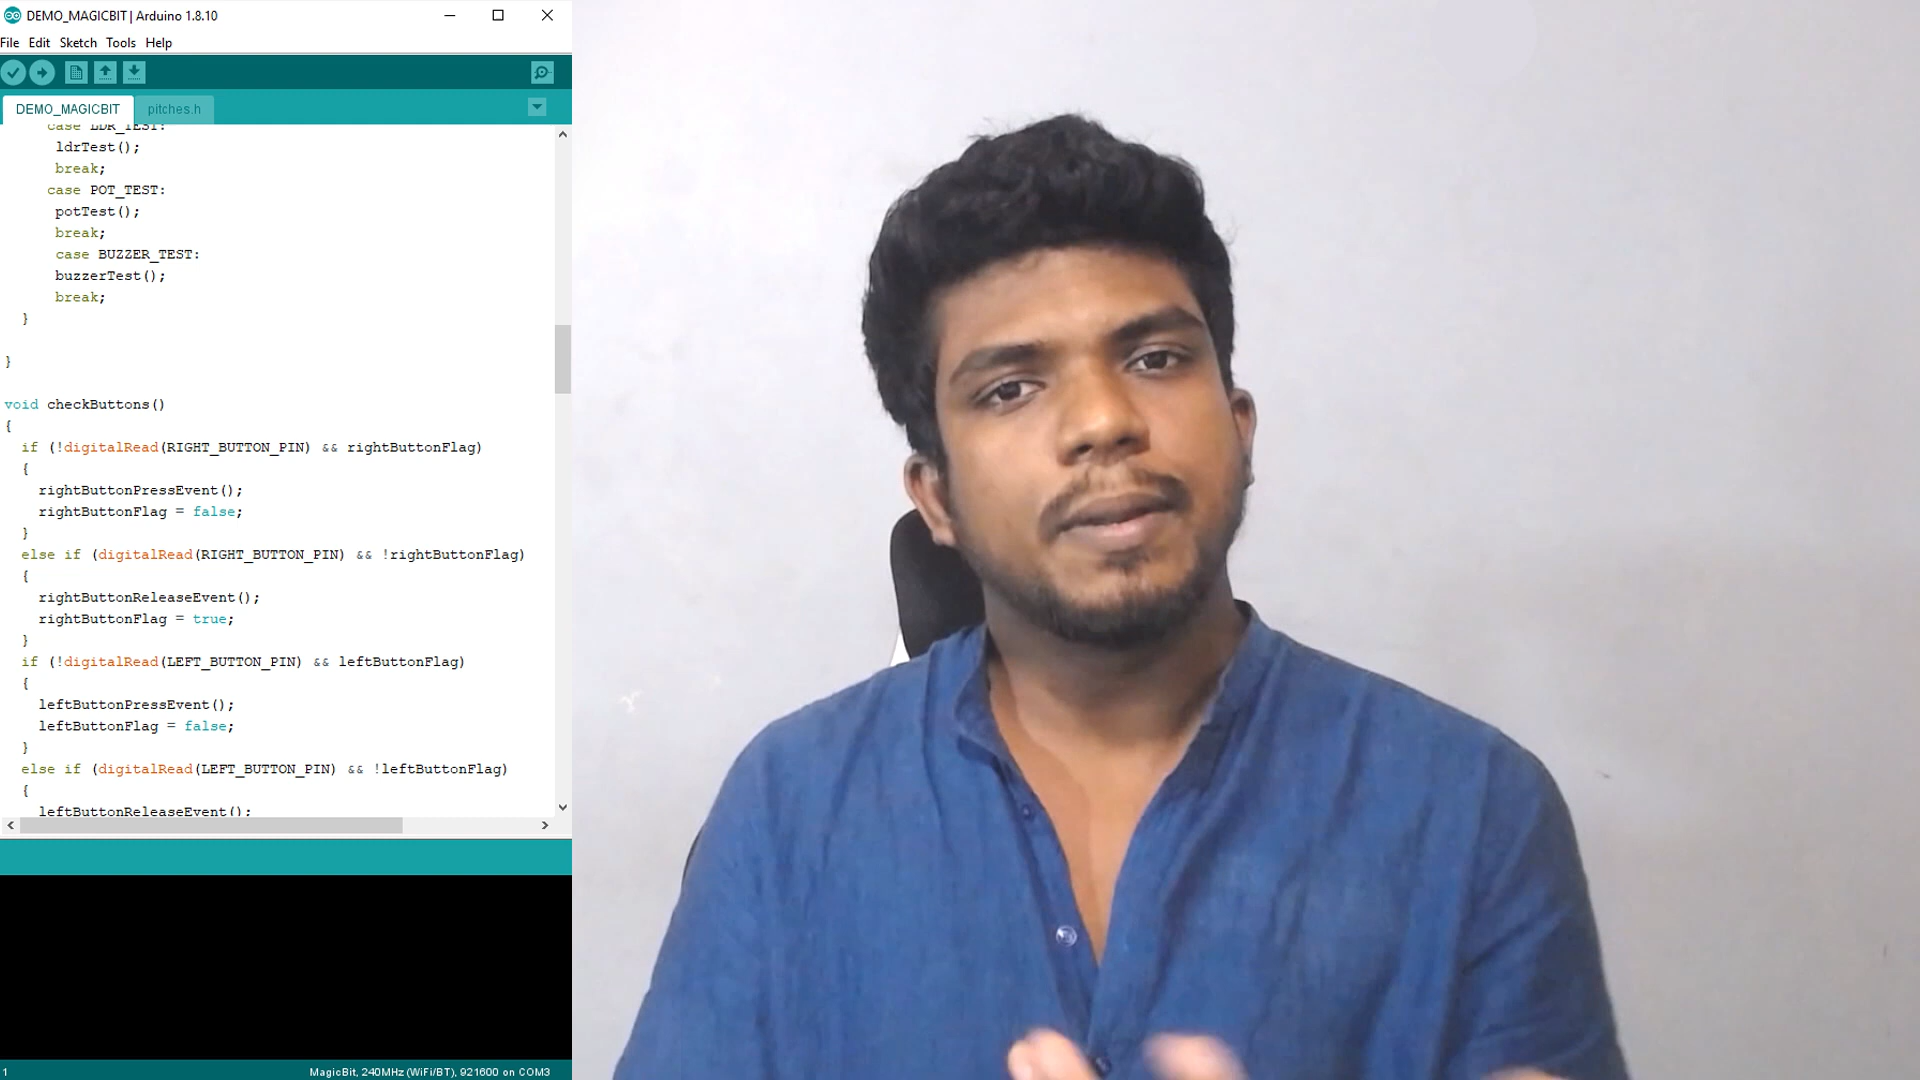 DEMO_MAGICBIT | Arduino 1.8.10
File Edit Sketch Tools Help
DEMO_MAGICBIT pitches.h
case LDR_TEST:
ldrTest();
break;
case POT_TEST:
potTest();
break;
case BUZZER_TEST:
buzzerTest();
break;
}
}
void checkButtons()
{
if (!digitalRead(RIGHT_BUTTON_PIN) && rightButtonFlag)
{
rightButtonPressEvent();
rightButtonFlag = false;
}
else if (digitalRead(RIGHT_BUTTON_PIN) && !rightButtonFlag)
{
rightButtonReleaseEvent();
rightButtonFlag = true;
}
if (!digitalRead(LEFT_BUTTON_PIN) && leftButtonFlag)
{
leftButtonPressEvent();
leftButtonFlag = false;
}
else if (digitalRead(LEFT_BUTTON_PIN) && !leftButtonFlag)
{
leftButtonReleaseEvent();
1 MagicBit, 240MHz (WiFi/BT), 921600 on COM3